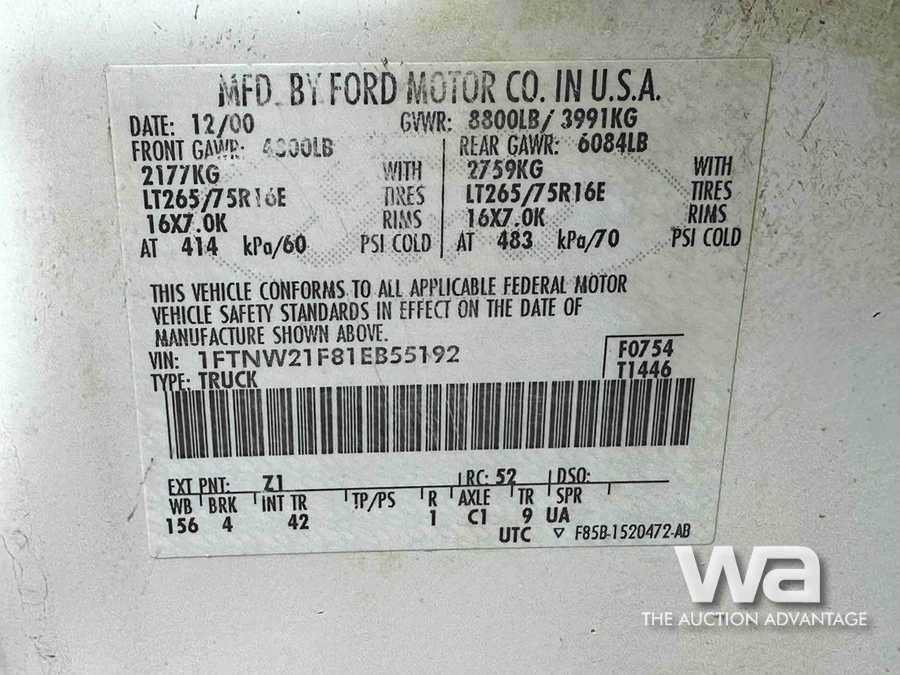 MFD. BY FORD MOTOR CO. IN U.S.A.
DATE: 12/00 GVWR: 8800LB/ 3991KG
FRONT GAWR: 4800LB REAR GAWR: 6084LB
2177KG WITH 2759KG WITH
LT265/75R16E TIRES LT265/75R16E TIRES
16X7.0K RIMS 16X7.0K RIMS
AT 414 kPa/60 PSI COLD AT 483 kPa/70 PSI COLD
THIS VEHICLE CONFORMS TO ALL APPLICABLE FEDERAL MOTOR
VEHICLE SAFETY STANDARDS IN EFFECT ON THE DATE OF
MANUFACTURE SHOWN ABOVE.
VIN: 1FTNW21F81EB55192 F0754
TYPE: TRUCK T1446
EXT PNT: Z1 RC: 52 DSO:
WB BRK INT TR TP/PS R AXLE TR SPR
156 4 42 1 C1 9 UA
UTC ▽ F85B-1520472-AB
wa
THE AUCTION ADVANTAGE